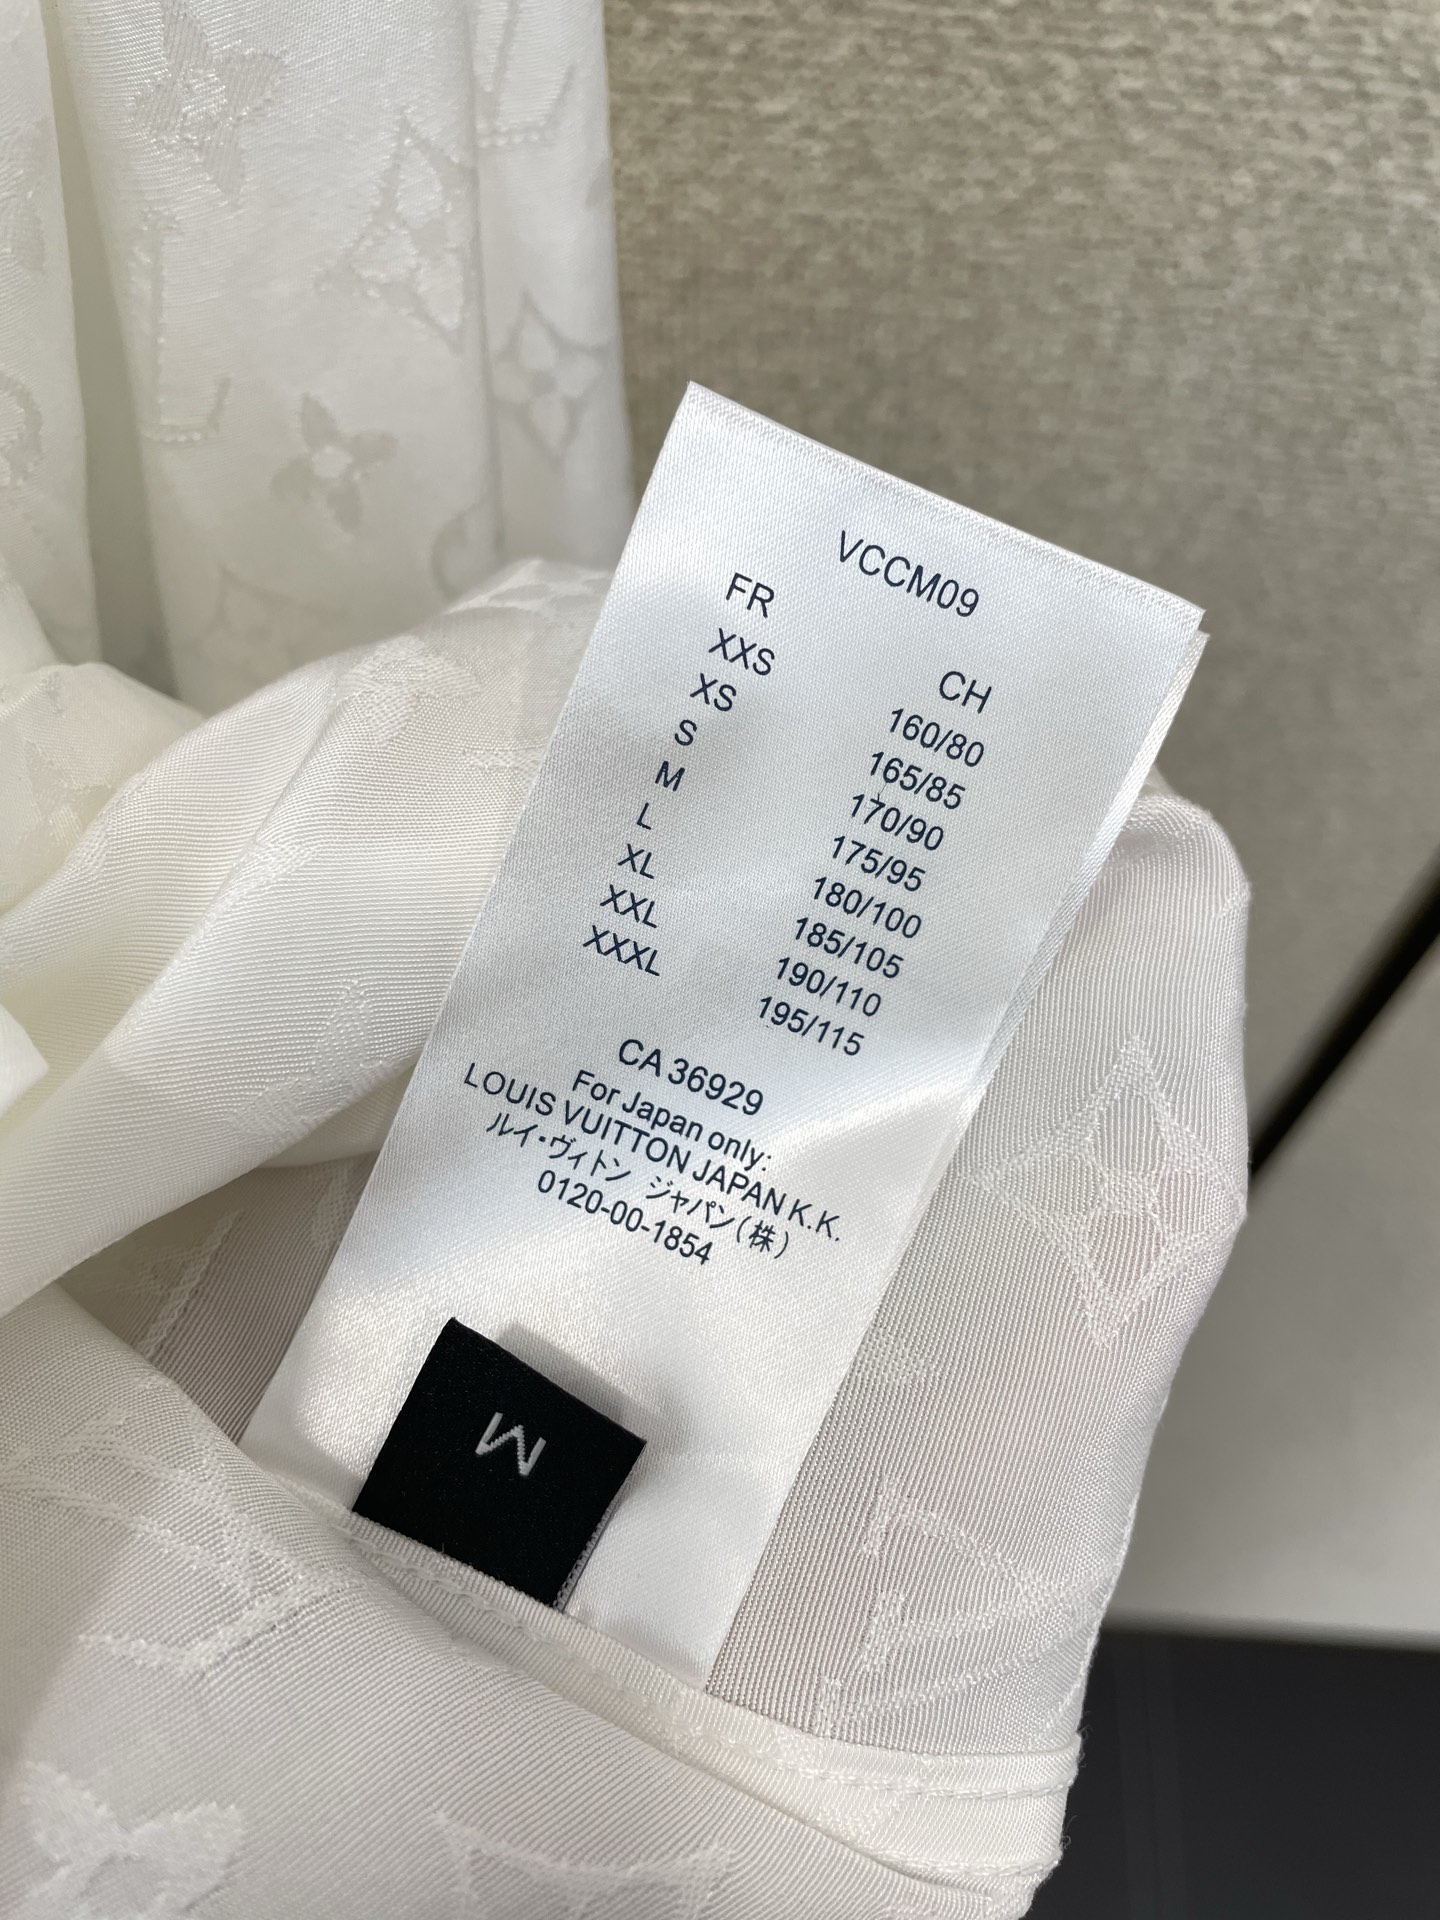 VCCM09
FR CH
XXS 160/80
XS 165/85
S 170/90
M 175/95
L 180/100
XL 185/105
XXL 190/110
XXXL 195/115
CA 36929
For Japan only:
LOUIS VUITTON JAPAN K.K.
ルイ・ヴィトン ジャパン(株)
0120-00-1854
M